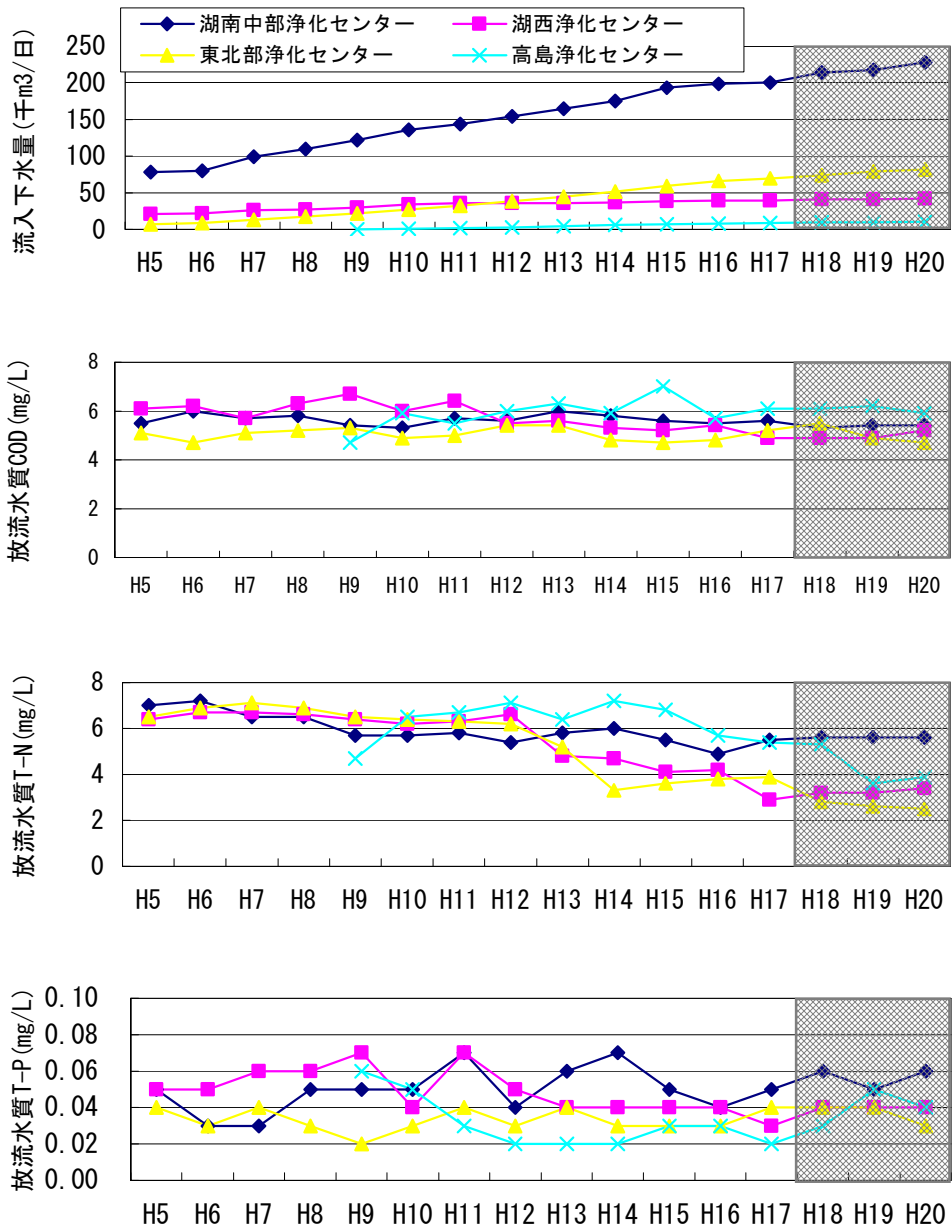 湖南中部浄化センター 湖西浄化センター
東北部浄化センター 高島浄化センター
流入下水量(千m3/日)
250
200
150
100
50
0
H5 H6 H7 H8 H9 H10 H11 H12 H13 H14 H15 H16 H17 H18 H19 H20
放流水質COD(mg/L)
8
6
4
2
0
H5 H6 H7 H8 H9 H10 H11 H12 H13 H14 H15 H16 H17 H18 H19 H20
放流水質T-N(mg/L)
8
6
4
2
0
H5 H6 H7 H8 H9 H10 H11 H12 H13 H14 H15 H16 H17 H18 H19 H20
放流水質T-P(mg/L)
0.10
0.08
0.06
0.04
0.02
0.00
H5 H6 H7 H8 H9 H10 H11 H12 H13 H14 H15 H16 H17 H18 H19 H20